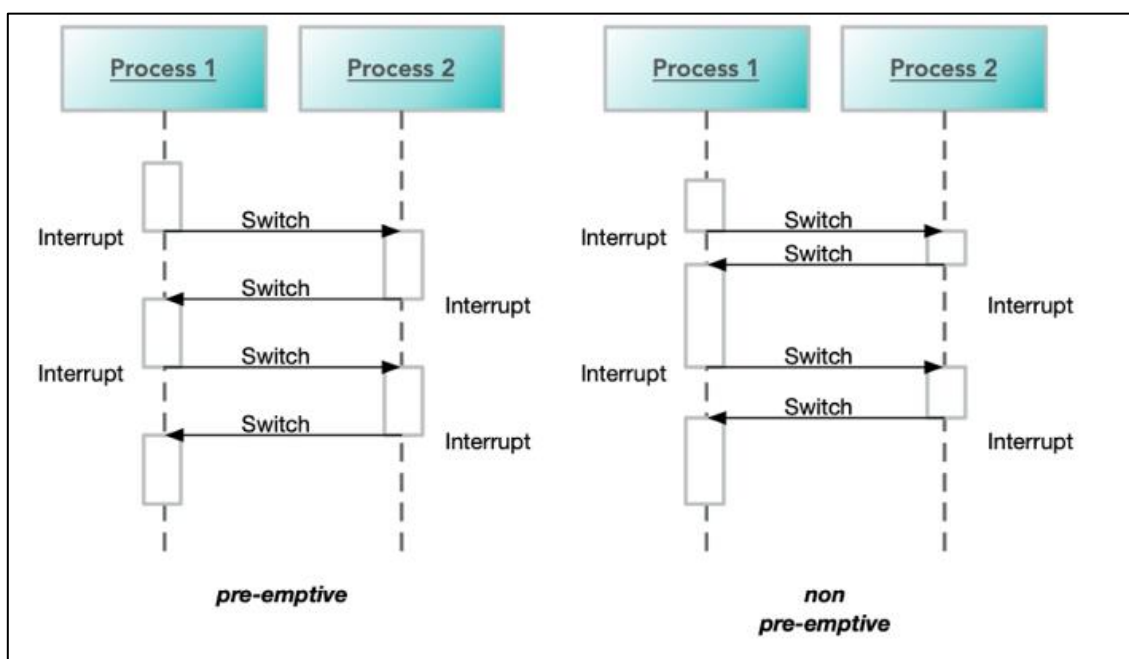 Process 1
Process 2
Switch
Interrupt
Switch
Interrupt
Switch
Interrupt
Switch
Interrupt
pre-emptive
Process 1
Process 2
Switch
Interrupt
Switch
Interrupt
Switch
Interrupt
Switch
Interrupt
non
pre-emptive